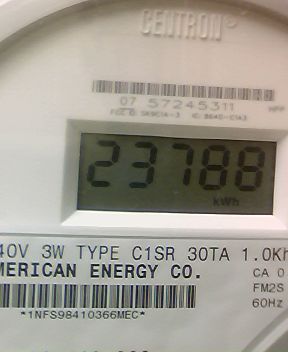 CENTRON
07 57245311
23788
kWh
40V 3W TYPE C1SR 30TA 1.0Kh
MERICAN ENERGY CO.
CA 0
FM2S
60Hz
*1NFS98410366MEC*